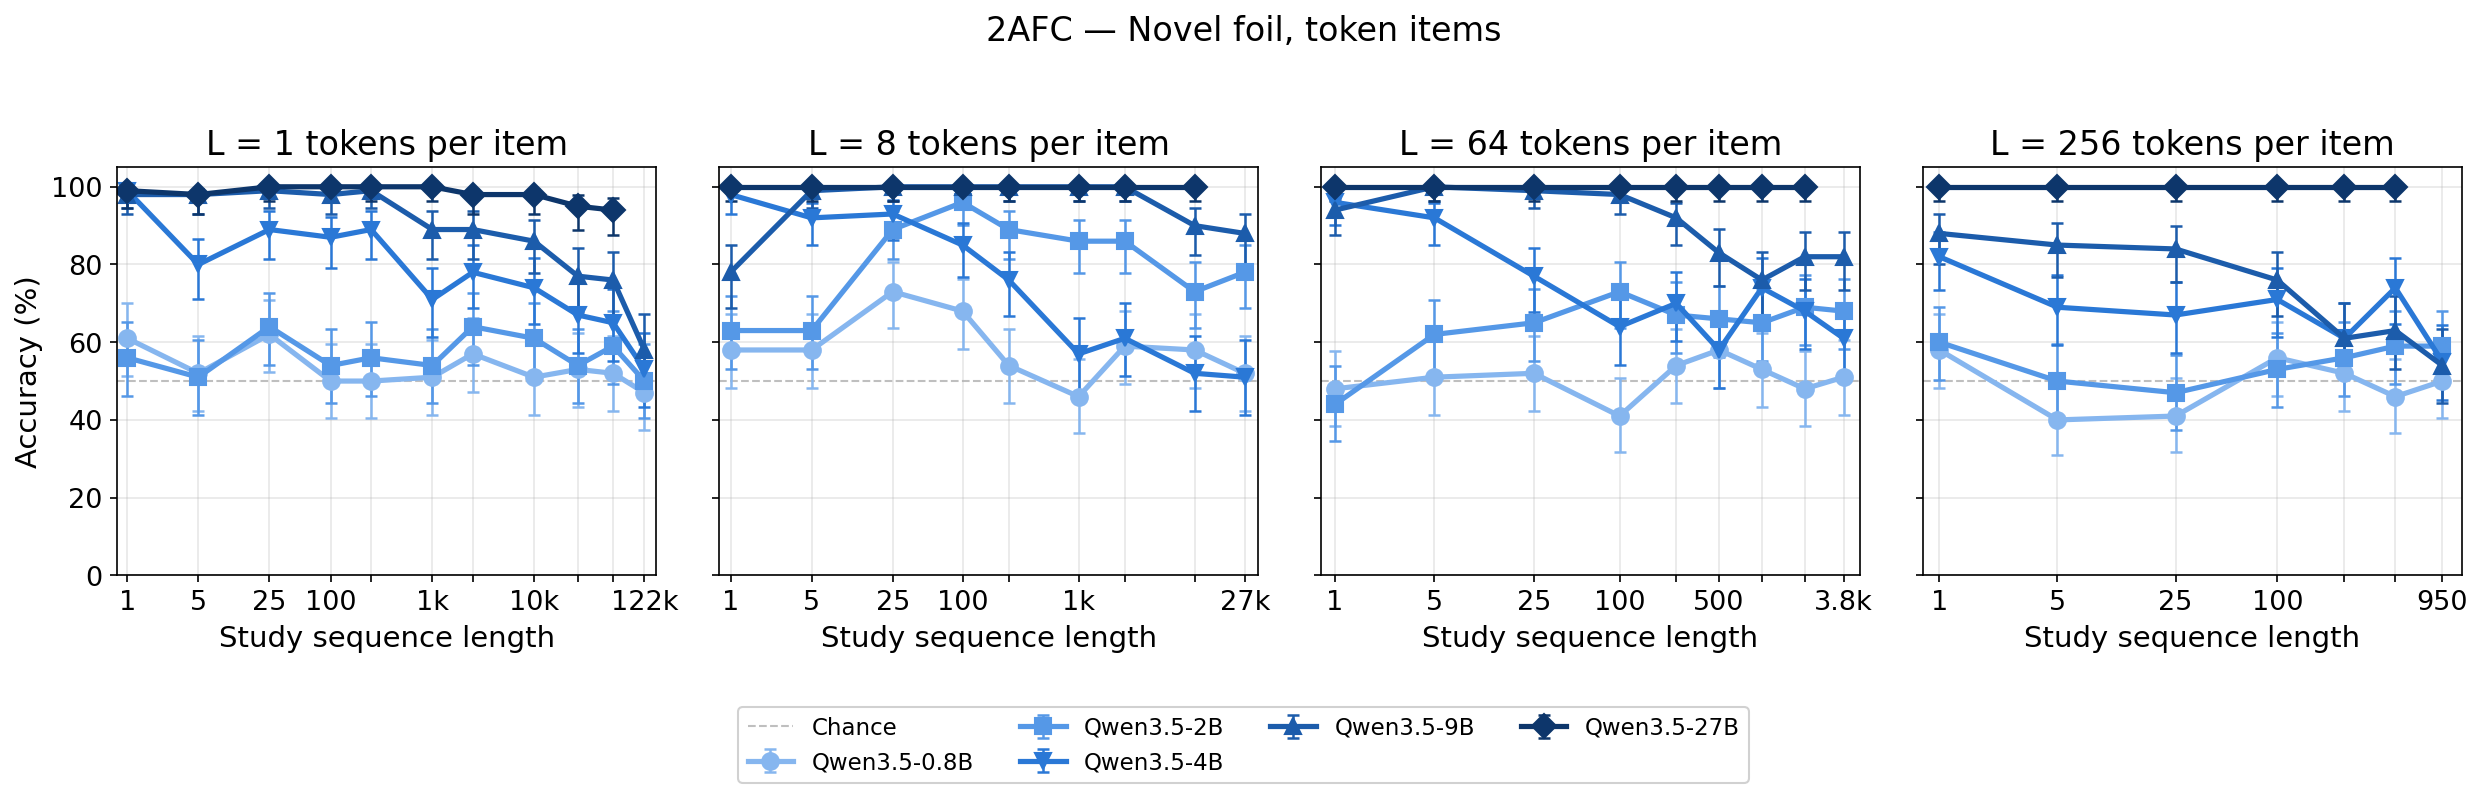 2AFC — Novel foil, token items
L = 1 tokens per item
L = 8 tokens per item
L = 64 tokens per item
L = 256 tokens per item
Accuracy (%)
100
80
60
40
20
0
1 5 25 100 1k 10k 122k
1 5 25 100 1k 27k
1 5 25 100 500 3.8k
1 5 25 100 950
Study sequence length
Study sequence length
Study sequence length
Study sequence length
Chance
Qwen3.5-0.8B
Qwen3.5-2B
Qwen3.5-4B
Qwen3.5-9B
Qwen3.5-27B